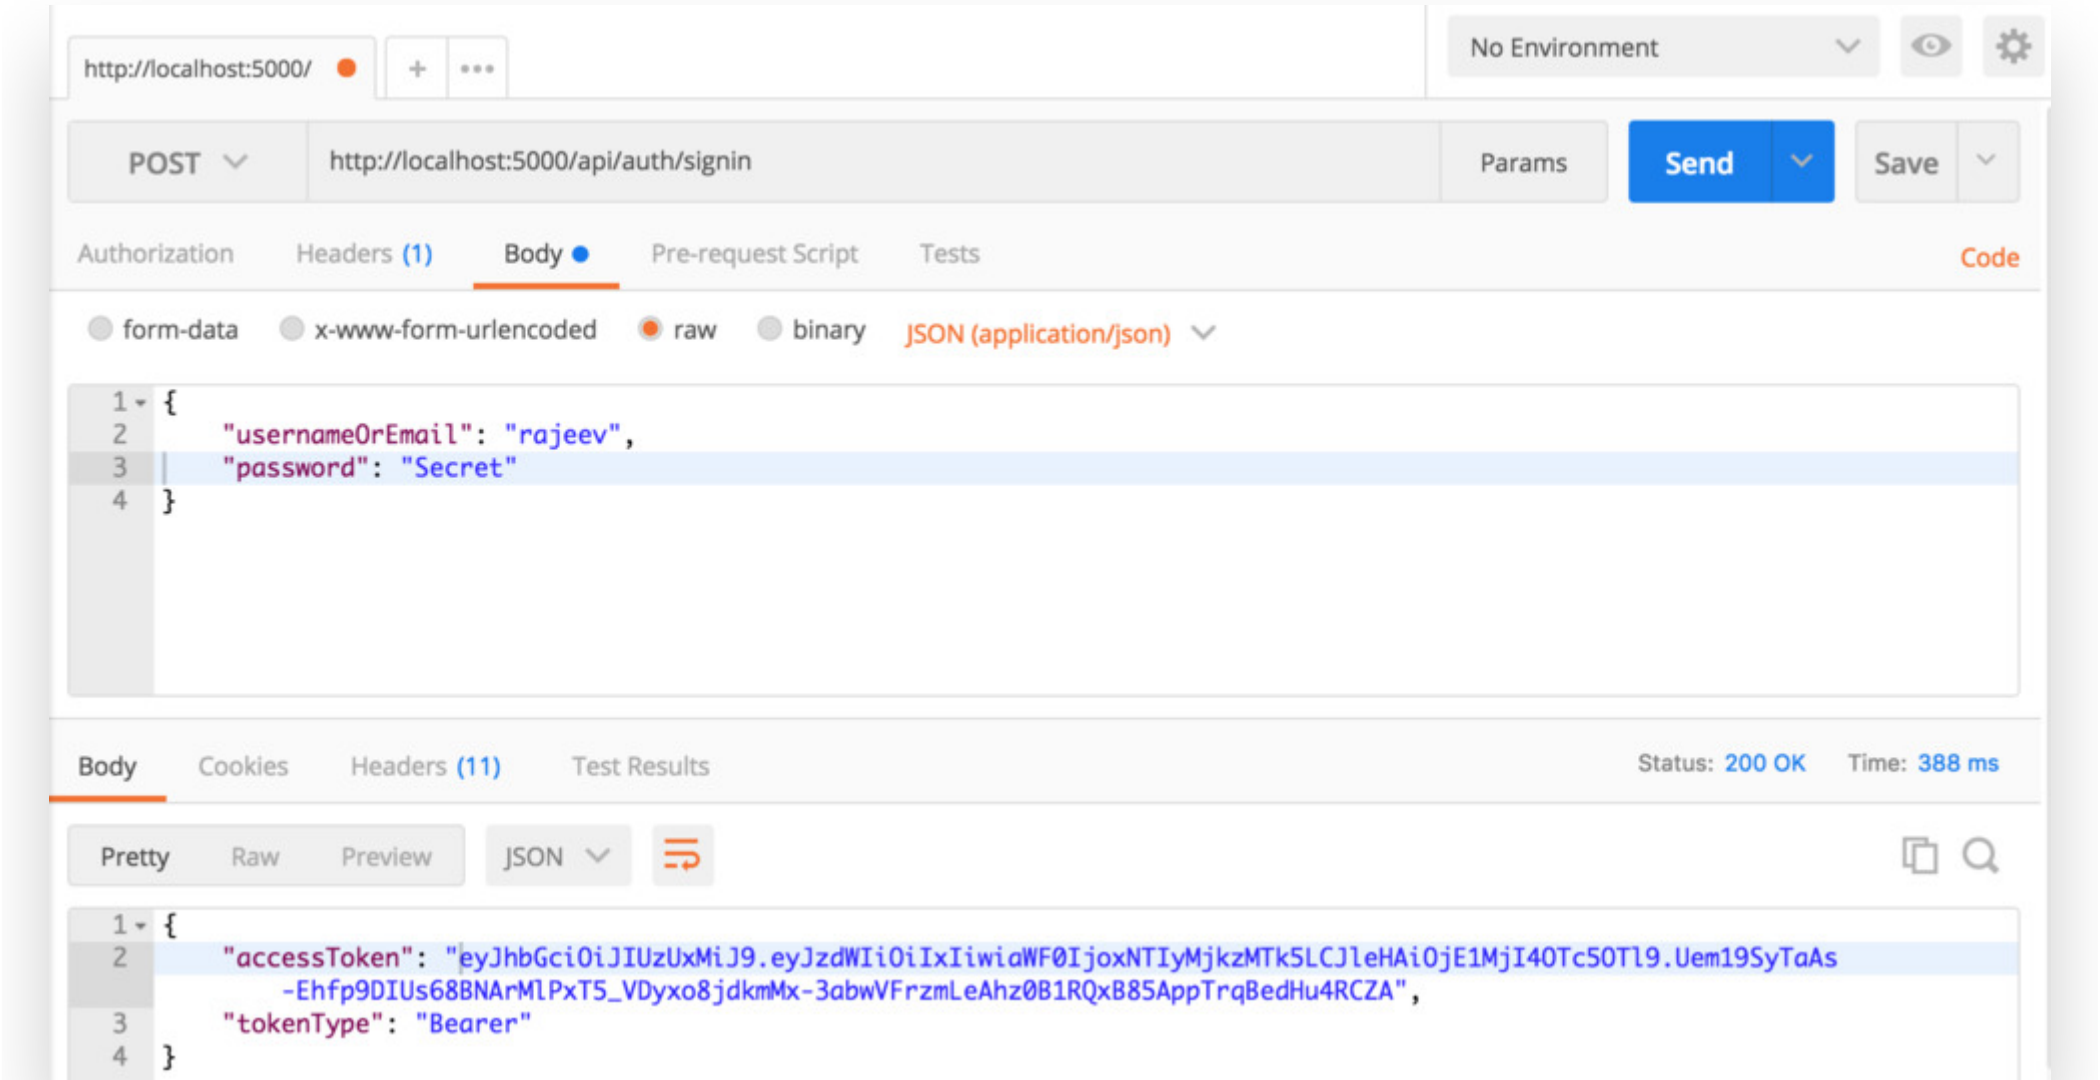 http://localhost:5000/
+
No Environment
POST http://localhost:5000/api/auth/signin Params Send Save
Authorization Headers (1) Body Pre-request Script Tests Code
form-data x-www-form-urlencoded raw binary JSON (application/json)
1 {
2 "usernameOrEmail": "rajeev",
3 "password": "Secret"
4 }
Body Cookies Headers (11) Test Results Status: 200 OK Time: 388 ms
Pretty Raw Preview JSON
1 {
2 "accessToken": "eyJhbGciOiJIUzUxMiJ9.eyJzdWIiOiIxIiwiaWF0IjoxNTIyMjkzMTk5LCJleHAiOjE1MjI4OTc5OTl9.Uem19SyTaAs
-Ehfp9DIUs68BNArMlPxT5_VDyxo8jdkmMx-3abwVFrzmLeAhz0B1RQxB85AppTrqBedHu4RCZA",
3 "tokenType": "Bearer"
4 }